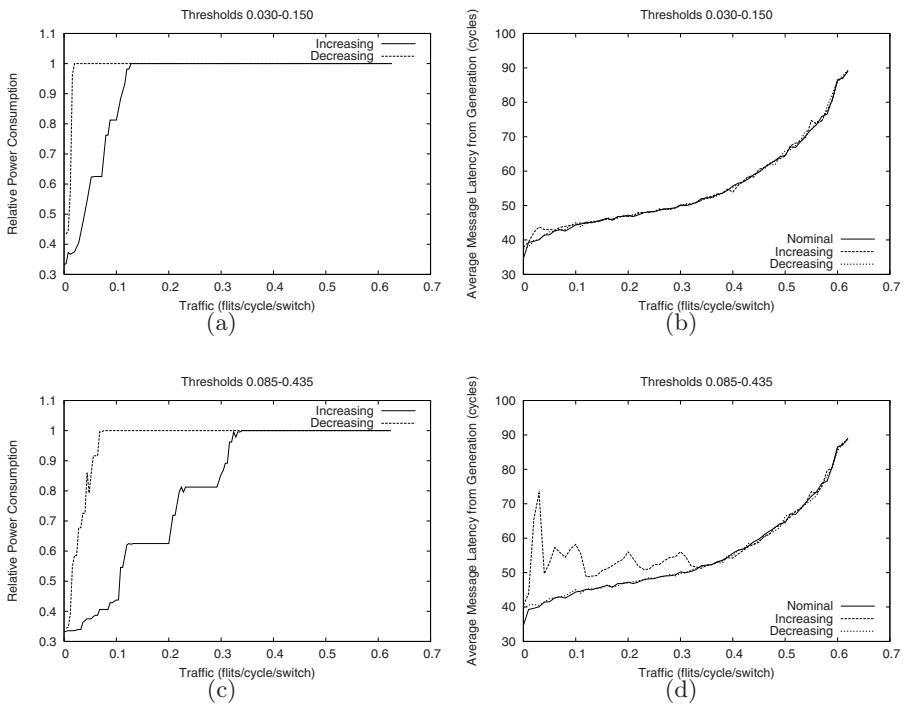 Thresholds 0.030-0.150
1.1
1
0.9
0.8
0.7
0.6
0.5
0.4
0.3
0 0.1 0.2 0.3 0.4 0.5 0.6 0.7
Relative Power Consumption
Traffic (flits/cycle/switch)
Increasing
Decreasing
(a)
Thresholds 0.030-0.150
100
90
80
70
60
50
40
30
0 0.1 0.2 0.3 0.4 0.5 0.6 0.7
Average Message Latency from Generation (cycles)
Traffic (flits/cycle/switch)
Nominal
Increasing
Decreasing
(b)
Thresholds 0.085-0.435
1.1
1
0.9
0.8
0.7
0.6
0.5
0.4
0.3
0 0.1 0.2 0.3 0.4 0.5 0.6 0.7
Relative Power Consumption
Traffic (flits/cycle/switch)
Increasing
Decreasing
(c)
Thresholds 0.085-0.435
100
90
80
70
60
50
40
30
0 0.1 0.2 0.3 0.4 0.5 0.6 0.7
Average Message Latency from Generation (cycles)
Traffic (flits/cycle/switch)
Nominal
Increasing
Decreasing
(d)